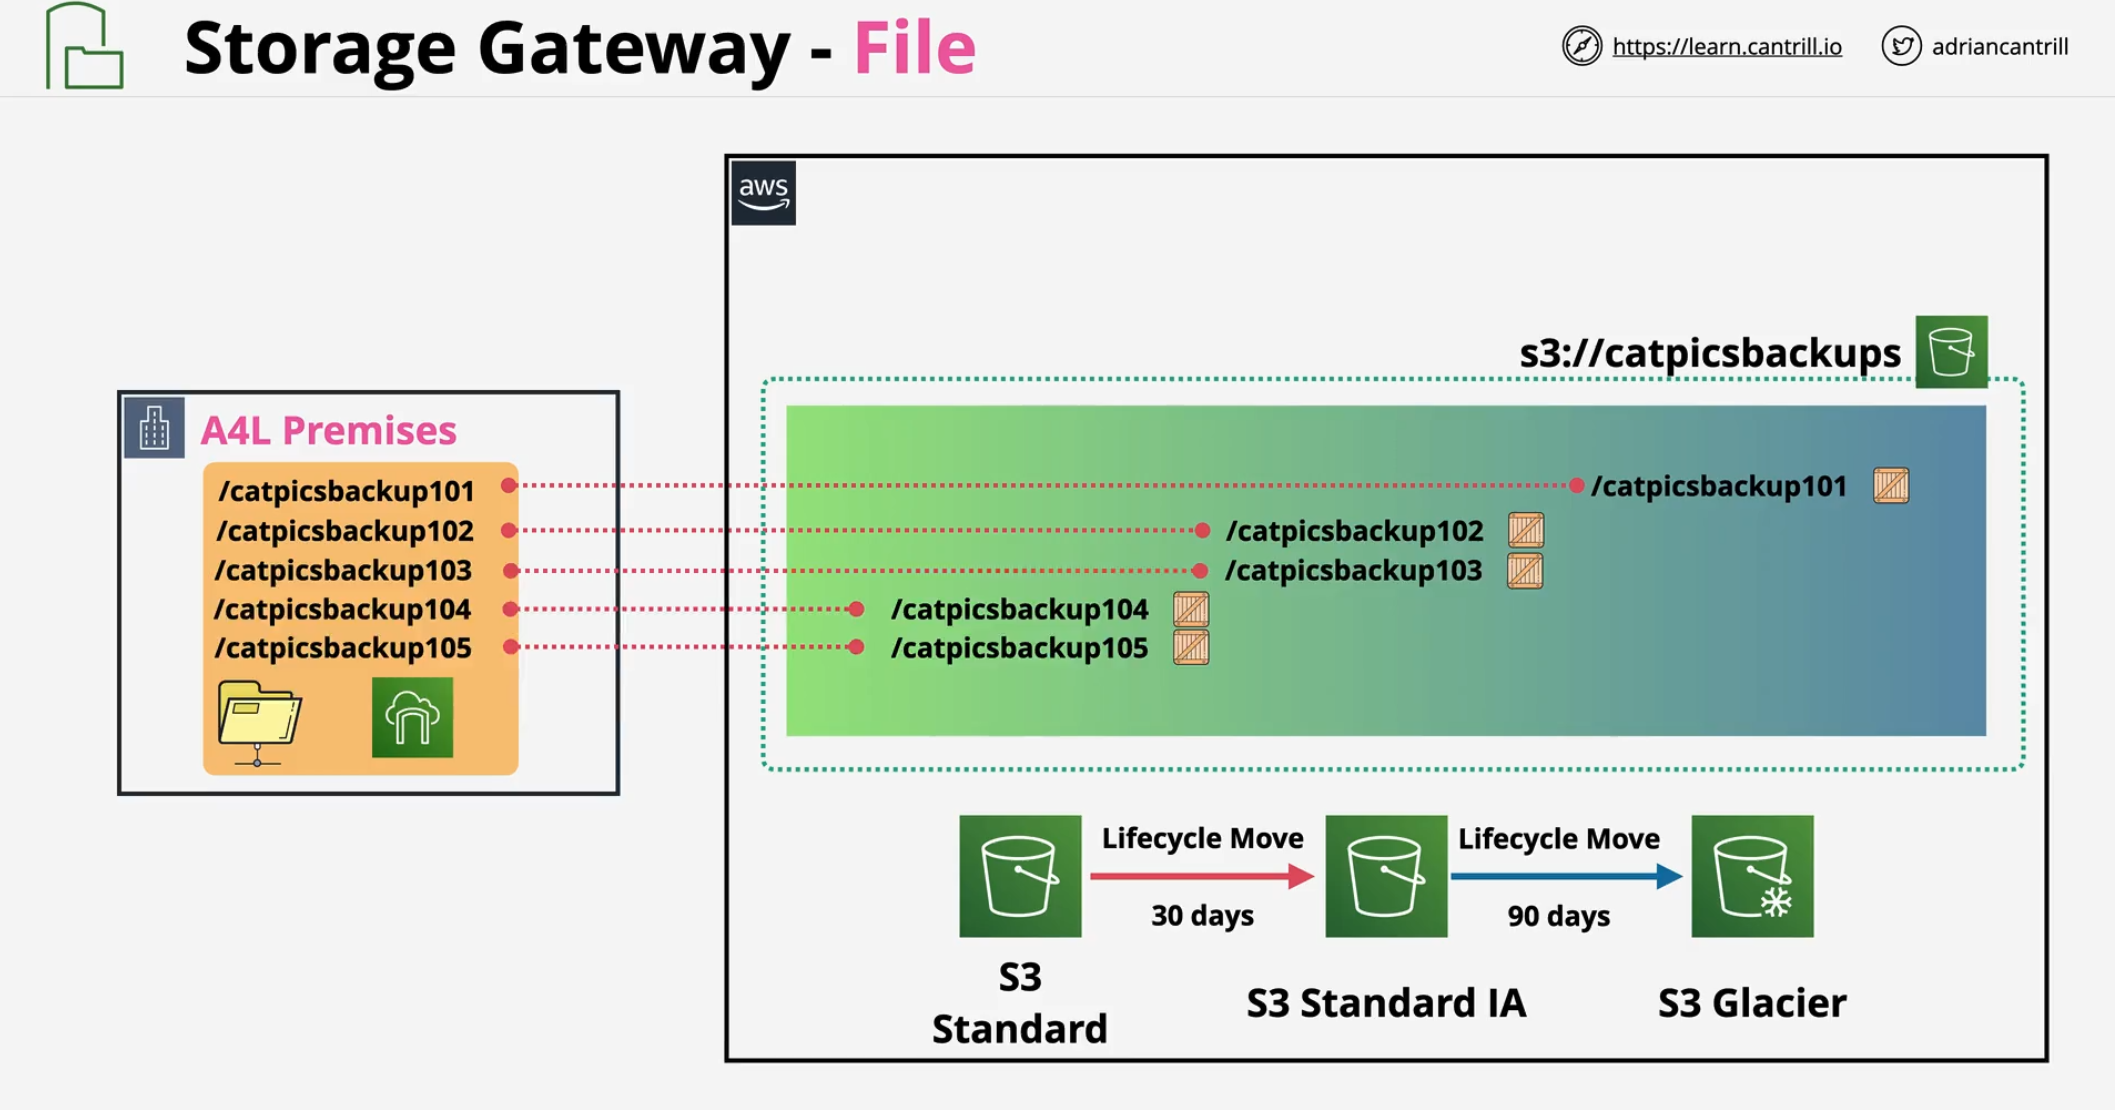 Storage Gateway - File
https://learn.cantrill.io
adriancantrill
aws
s3://catpicsbackups
A4L Premises
/catpicsbackup101
/catpicsbackup102
/catpicsbackup103
/catpicsbackup104
/catpicsbackup105
/catpicsbackup101
/catpicsbackup102
/catpicsbackup103
/catpicsbackup104
/catpicsbackup105
Lifecycle Move
30 days
Lifecycle Move
90 days
S3
Standard
S3 Standard IA
S3 Glacier